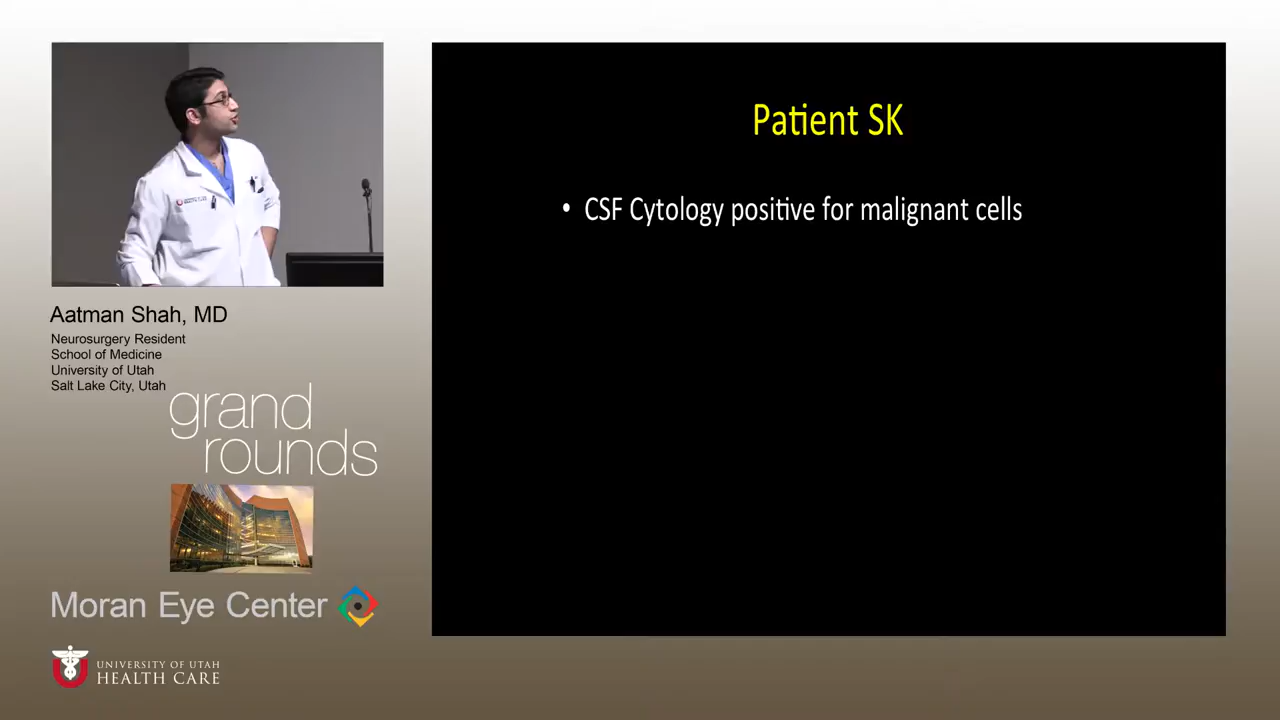 Patient SK
• CSF Cytology positive for malignant cells
Aatman Shah, MD
Neurosurgery Resident
School of Medicine
University of Utah
Salt Lake City, Utah
grand
rounds
Moran Eye Center
UNIVERSITY OF UTAH
HEALTH CARE